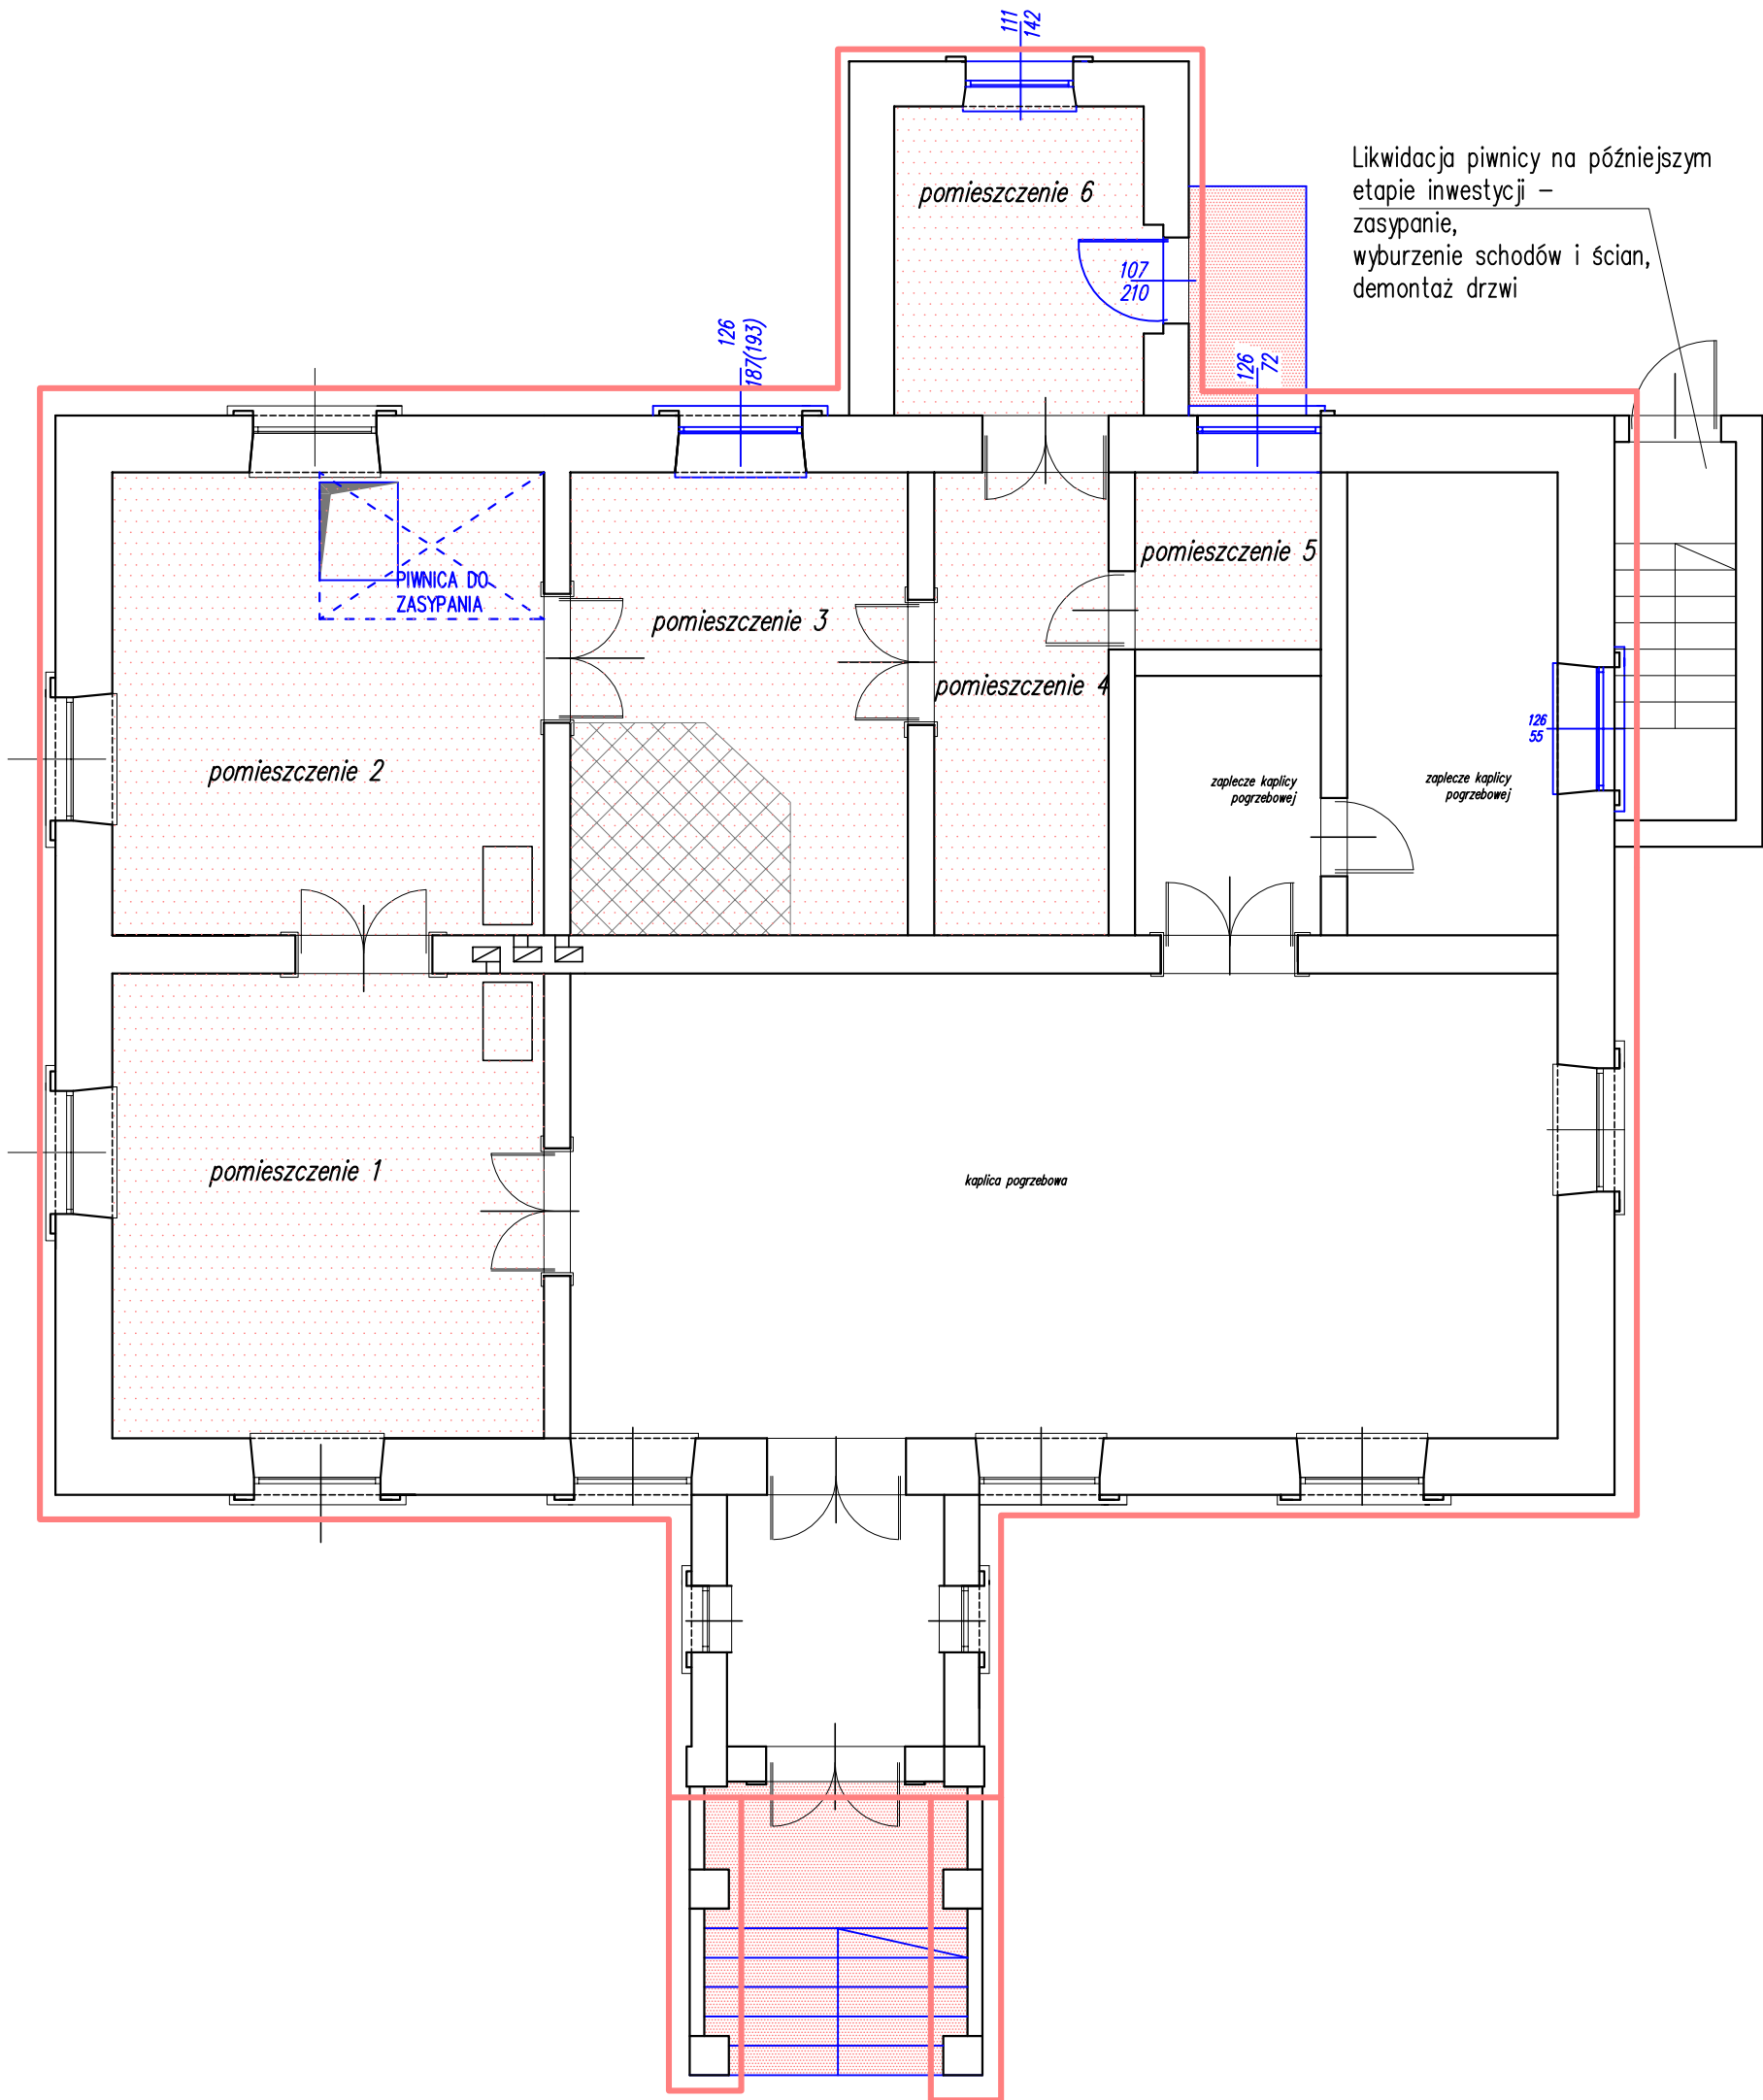 111
142
Likwidacja piwnicy na późniejszym
etapie inwestycji –
zasypanie,
wyburzenie schodów i ścian,
demontaż drzwi
pomieszczenie 6
107
210
126
187(193)
126
72
PIWNICA DO
ZASYPANIA
pomieszczenie 5
pomieszczenie 3
pomieszczenie 4
pomieszczenie 2
126
55
zaplecze kaplicy
pogrzebowej
zaplecze kaplicy
pogrzebowej
pomieszczenie 1
kaplica pogrzebowa